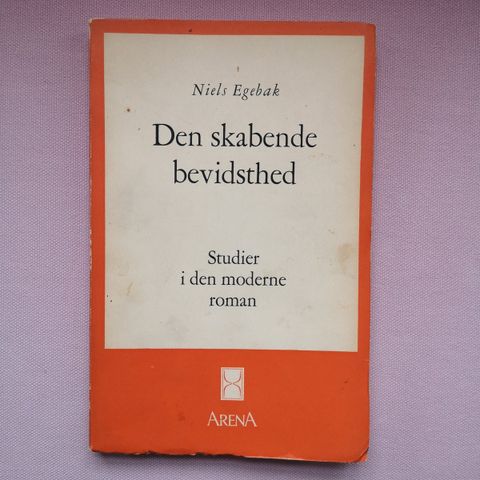 Niels Egebak
Den skabende
bevidsthed
Studier
i den moderne
roman
ARENA